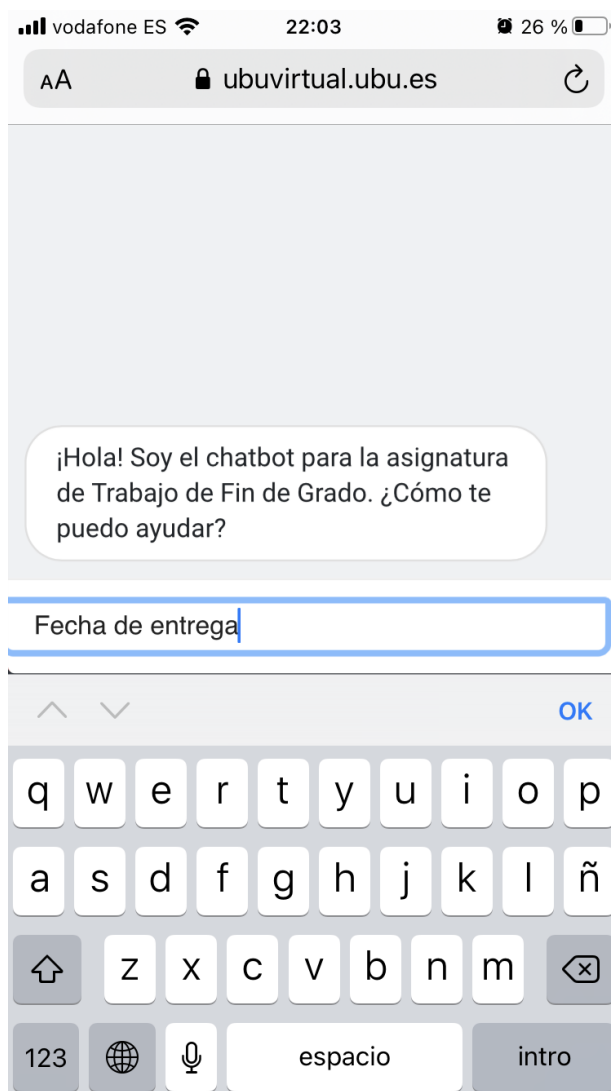 vodafone ES 22:03 26 %
AA ubuvirtual.ubu.es
¡Hola! Soy el chatbot para la asignatura
de Trabajo de Fin de Grado. ¿Cómo te
puedo ayudar?
Fecha de entrega
OK
q w e r t y u i o p
a s d f g h j k l ñ
z x c v b n m
123 espacio intro